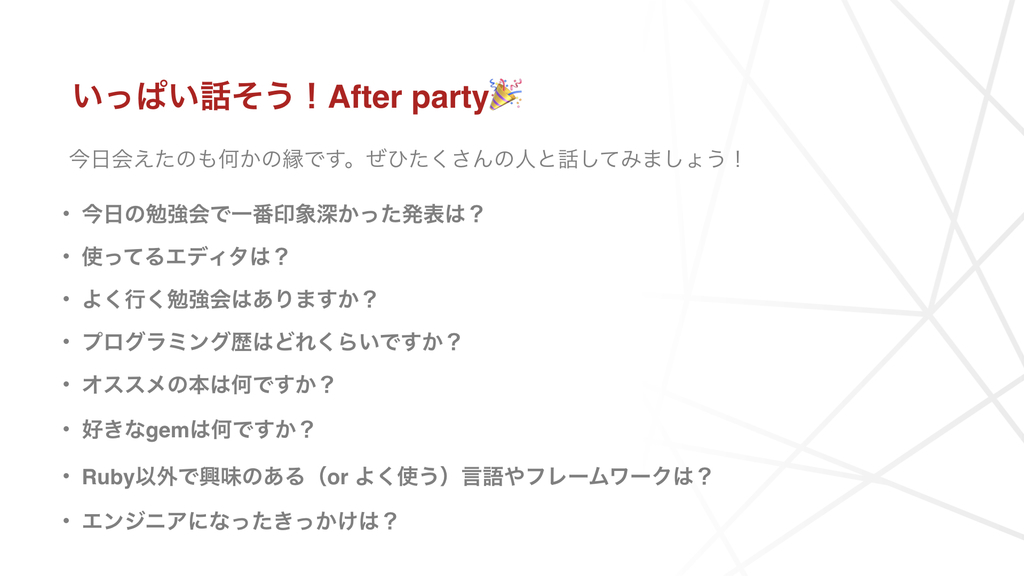 いっぱい話そう！After party🎉
今日会えたのも何かの縁です。ぜひたくさんの人と話してみましょう！
• 今日の勉強会で一番印象深かった発表は？
• 使ってるエディタは？
• よく行く勉強会はありますか？
• プログラミング歴はどれくらいですか？
• オススメの本は何ですか？
• 好きなgemは何ですか？
• Ruby以外で興味のある（or よく使う）言語やフレームワークは？
• エンジニアになったきっかけは？